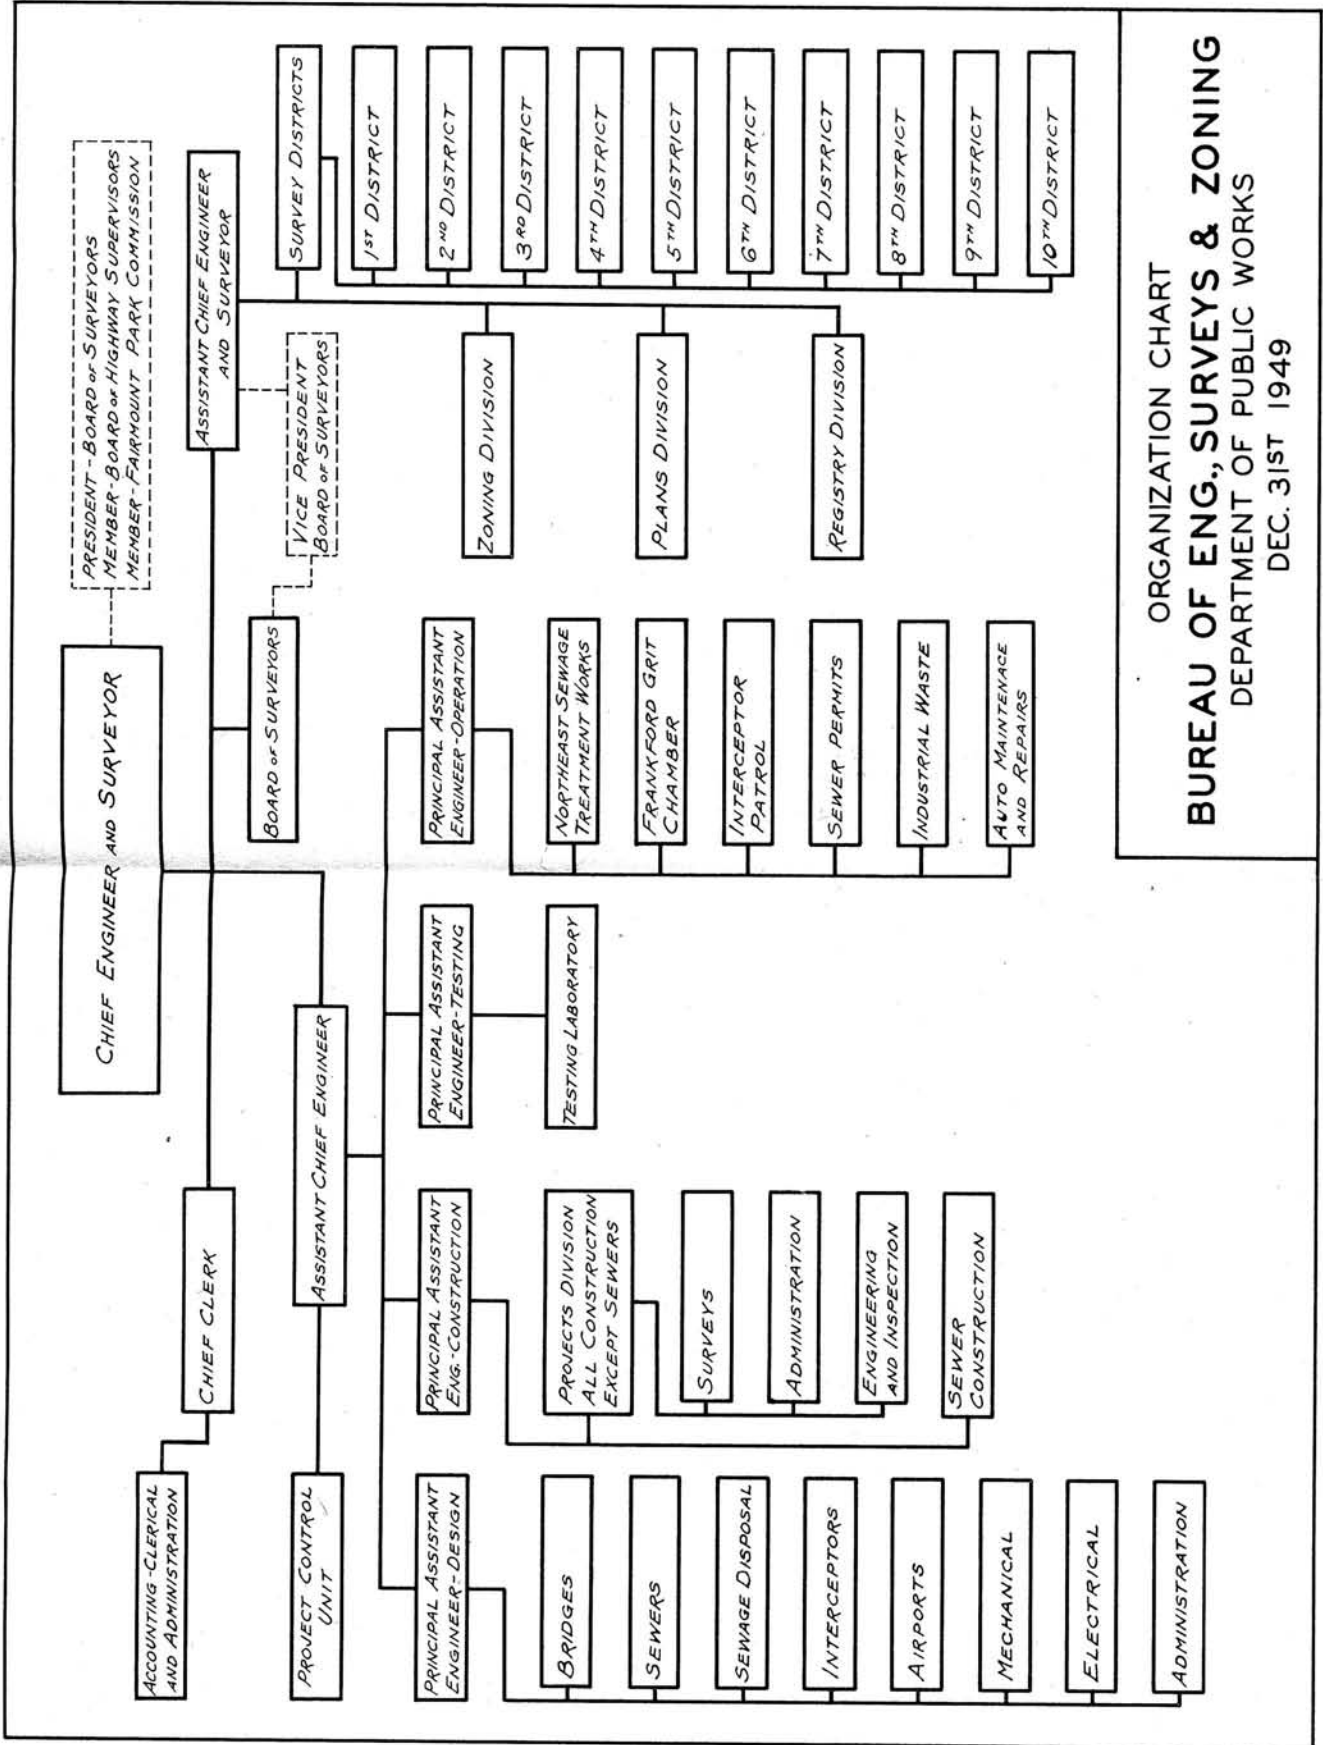 CHIEF ENGINEER AND SURVEYOR
PRESIDENT-BOARD OF SURVEYORS
MEMBER-BOARD OF HIGHWAY SUPERVISORS
MEMBER-FAIRMOUNT PARK COMMISSION
ACCOUNTING-CLERICAL
AND ADMINISTRATION
CHIEF CLERK
ASSISTANT CHIEF ENGINEER
AND SURVEYOR
BOARD OF SURVEYORS
VICE PRESIDENT
BOARD OF SURVEYORS
PROJECT CONTROL
UNIT
ASSISTANT CHIEF ENGINEER
PRINCIPAL ASSISTANT
ENGINEER-DESIGN
BRIDGES
SEWERS
SEWAGE DISPOSAL
INTERCEPTORS
AIRPORTS
MECHANICAL
ELECTRICAL
ADMINISTRATION
PRINCIPAL ASSISTANT
ENG.-CONSTRUCTION
PROJECTS DIVISION
ALL CONSTRUCTION
EXCEPT SEWERS
SURVEYS
ADMINISTRATION
ENGINEERING
AND INSPECTION
SEWER
CONSTRUCTION
PRINCIPAL ASSISTANT
ENGINEER-TESTING
TESTING LABORATORY
PRINCIPAL ASSISTANT
ENGINEER-OPERATION
NORTHEAST SEWAGE
TREATMENT WORKS
FRANKFORD GRIT
CHAMBER
INTERCEPTOR
PATROL
SEWER PERMITS
INDUSTRIAL WASTE
AUTO MAINTENACE
AND REPAIRS
ZONING DIVISION
PLANS DIVISION
REGISTRY DIVISION
SURVEY DISTRICTS
1ST DISTRICT
2ND DISTRICT
3RD DISTRICT
4TH DISTRICT
5TH DISTRICT
6TH DISTRICT
7TH DISTRICT
8TH DISTRICT
9TH DISTRICT
10TH DISTRICT
ORGANIZATION CHART
BUREAU OF ENG., SURVEYS & ZONING
DEPARTMENT OF PUBLIC WORKS
DEC. 31ST 1949